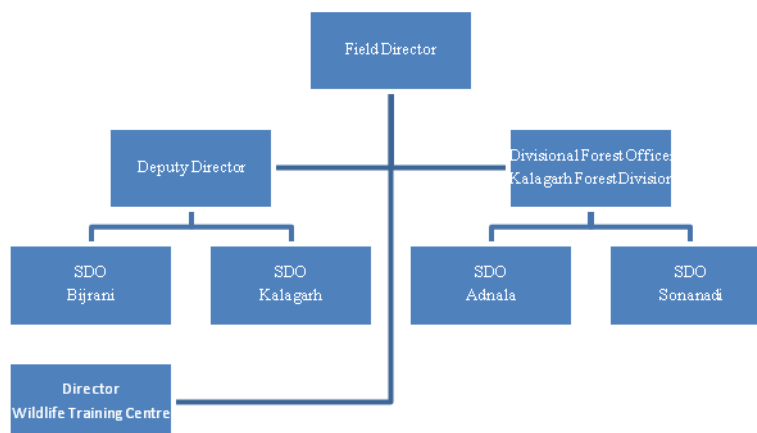 Field Director
Deputy Director
Divisional Forest Officer
Kalagarh Forest Division
SDO
Bijrani
SDO
Kalagarh
SDO
Adnala
SDO
Sonanadi
Director
Wildlife Training Centre